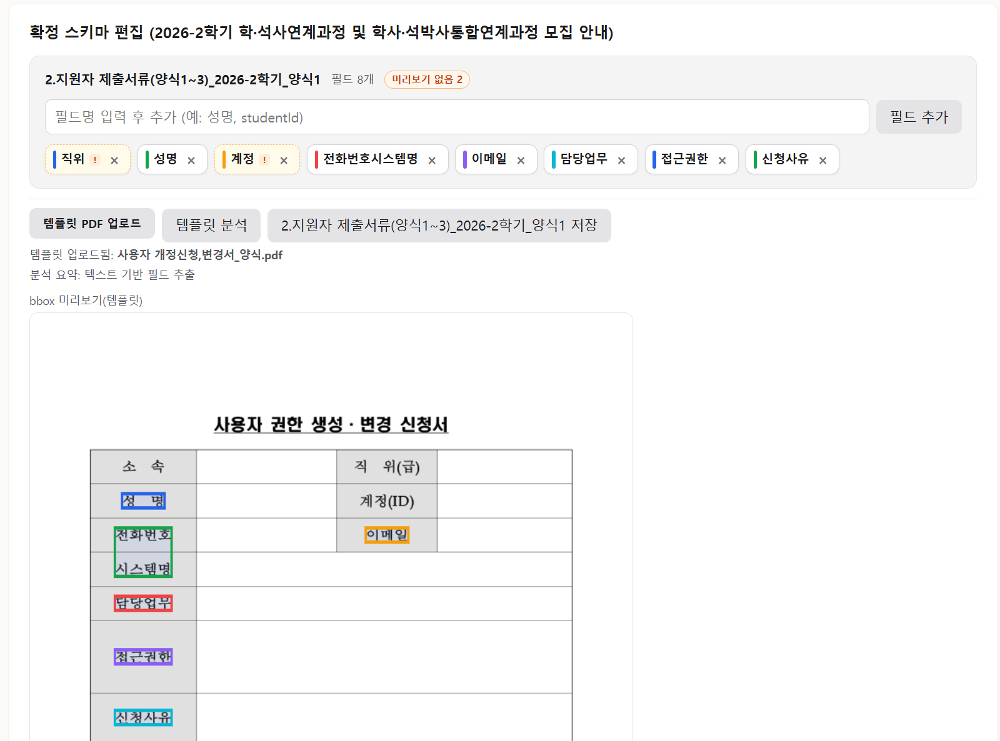 확정 스키마 편집 (2026-2학기 학·석사연계과정 및 학사·석박사통합연계과정 모집 안내)
2.지원자 제출서류(양식1~3)_2026-2학기_양식1 필드 8개 미리보기 없음 2
필드명 입력 후 추가 (예: 성명, studentId) 필드 추가
직위 ! × 성명 × 계정 ! × 전화번호시스템명 × 이메일 × 담당업무 × 접근권한 × 신청사유 ×
템플릿 PDF 업로드 템플릿 분석 2.지원자 제출서류(양식1~3)_2026-2학기_양식1 저장
템플릿 업로드됨: 사용자 개정신청,변경서_양식.pdf
분석 요약: 텍스트 기반 필드 추출
bbox 미리보기(템플릿)
사용자 권한 생성·변경 신청서
소 속 직 위(급)
성 명 계정(ID)
전화번호 이메일
시스템명
담당업무
접근권한
신청사유